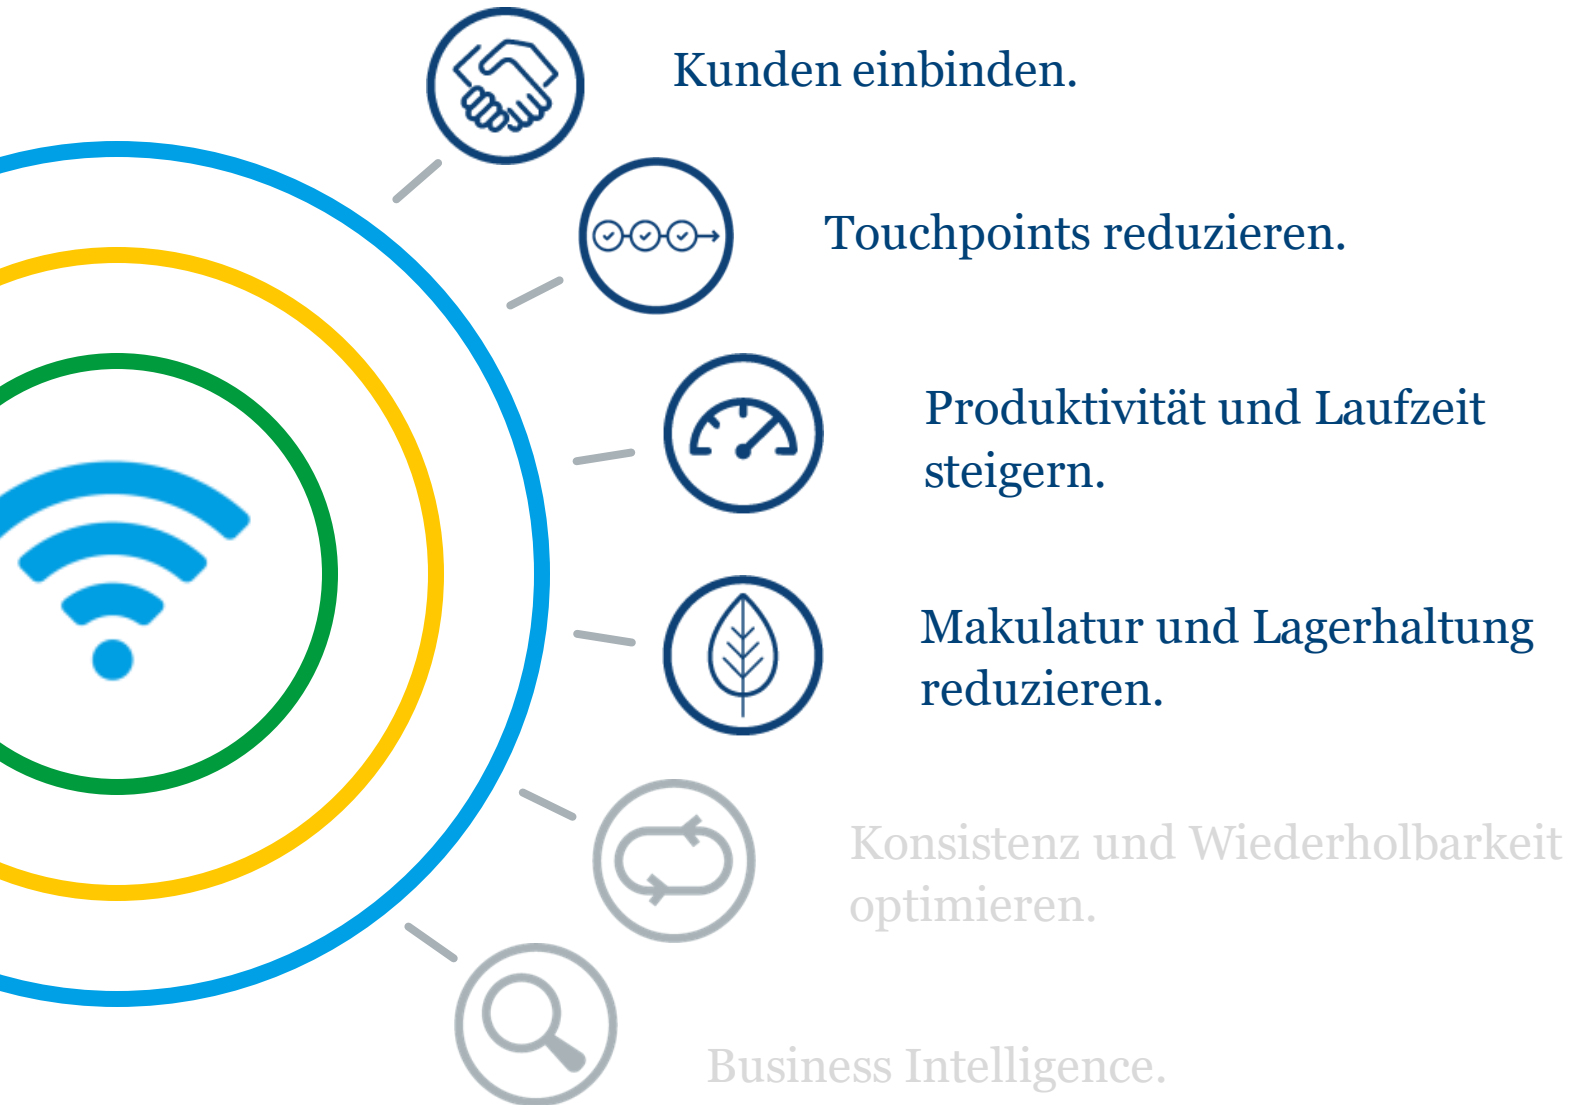 Kunden einbinden.
Touchpoints reduzieren.
Produktivität und Laufzeit
steigern.
Makulatur und Lagerhaltung
reduzieren.
Konsistenz und Wiederholbarkeit
optimieren.
Business Intelligence.